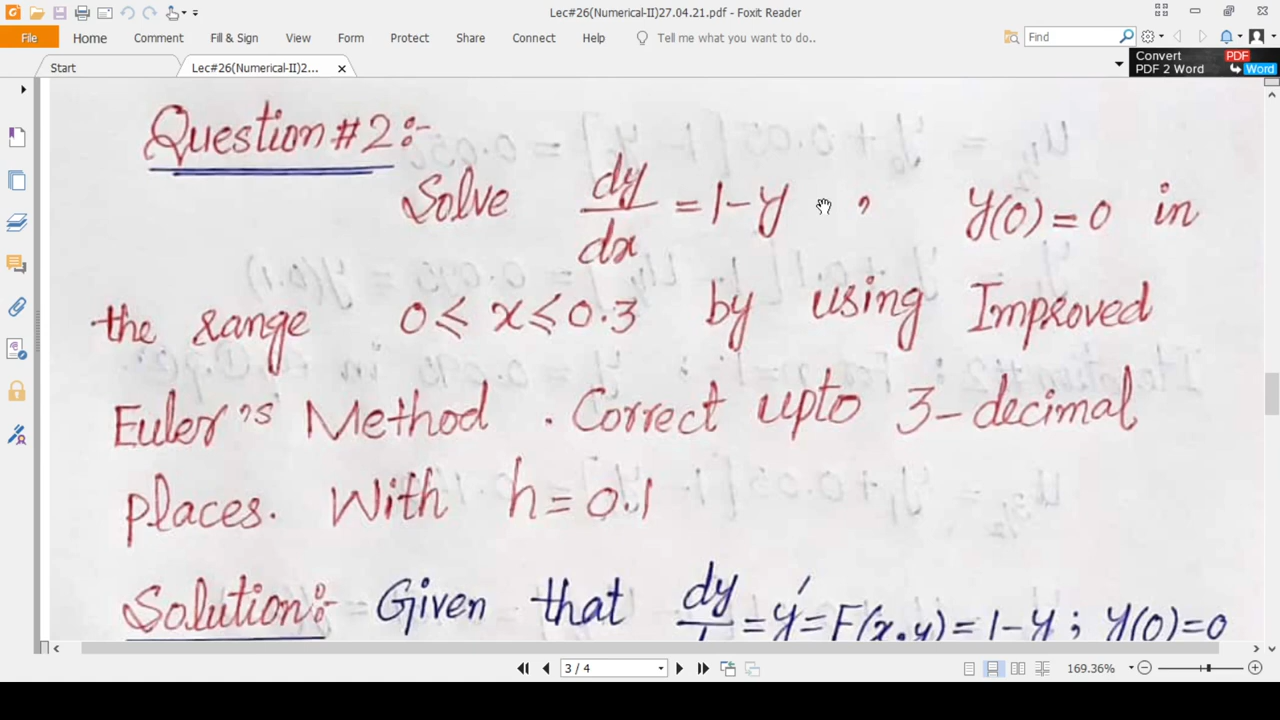 Lec#26(Numerical-II)27.04.21.pdf - Foxit Reader
File Home Comment Fill & Sign View Form Protect Share Connect Help Tell me what you want to do.. Find
Start Lec#26(Numerical-II)2... Convert PDF
PDF 2 Word Word
Question#2:-
Solve dy/dx = 1-y , y(0) = 0 in
the range 0 ⩽ x ⩽ 0.3 by using Improved
Euler's Method . Correct upto 3-decimal
places. With h = 0.1
Solution:- Given that dy = y' = F(x,y) = 1-y ; y(0)=0
3 / 4 169.36%